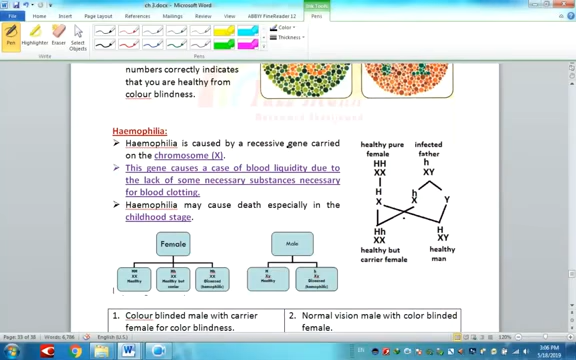 ch 3.docx - Microsoft Word
Ink Tools
File
Home
Insert
Page Layout
References
Mailings
Review
View
ABBYY FineReader 12
Pens
Pen
Highlighter
Eraser
Select Objects
Color
Thickness
Write
Pens
numbers correctly indicates
that you are healthy from
colour blindness.
Haemophilia:
Haemophilia is caused by a recessive gene carried
on the chromosome (X).
This gene causes a case of blood liquidity due to
the lack of some necessary substances necessary
for blood clotting.
Haemophilia may cause death especially in the
childhood stage.
healthy pure female
infected father
HH
XX
h
XY
H
X
h
X
Y
Hh
XX
H
XY
healthy but carrier female
healthy man
Female
Male
HH
XX
Healthy
Hh
XX
Healthy but carrier
XX
Diseased
(hemophilic)
H
Healthy
h
Diseased
(hemophilic)
1. Colour blinded male with carrier
female for color blindness.
2. Normal vision male with color blinded
female.
Page: 33 of 38
Words: 6,786
English (U.S.)
120%
EN
3:06 PM
5/18/2019